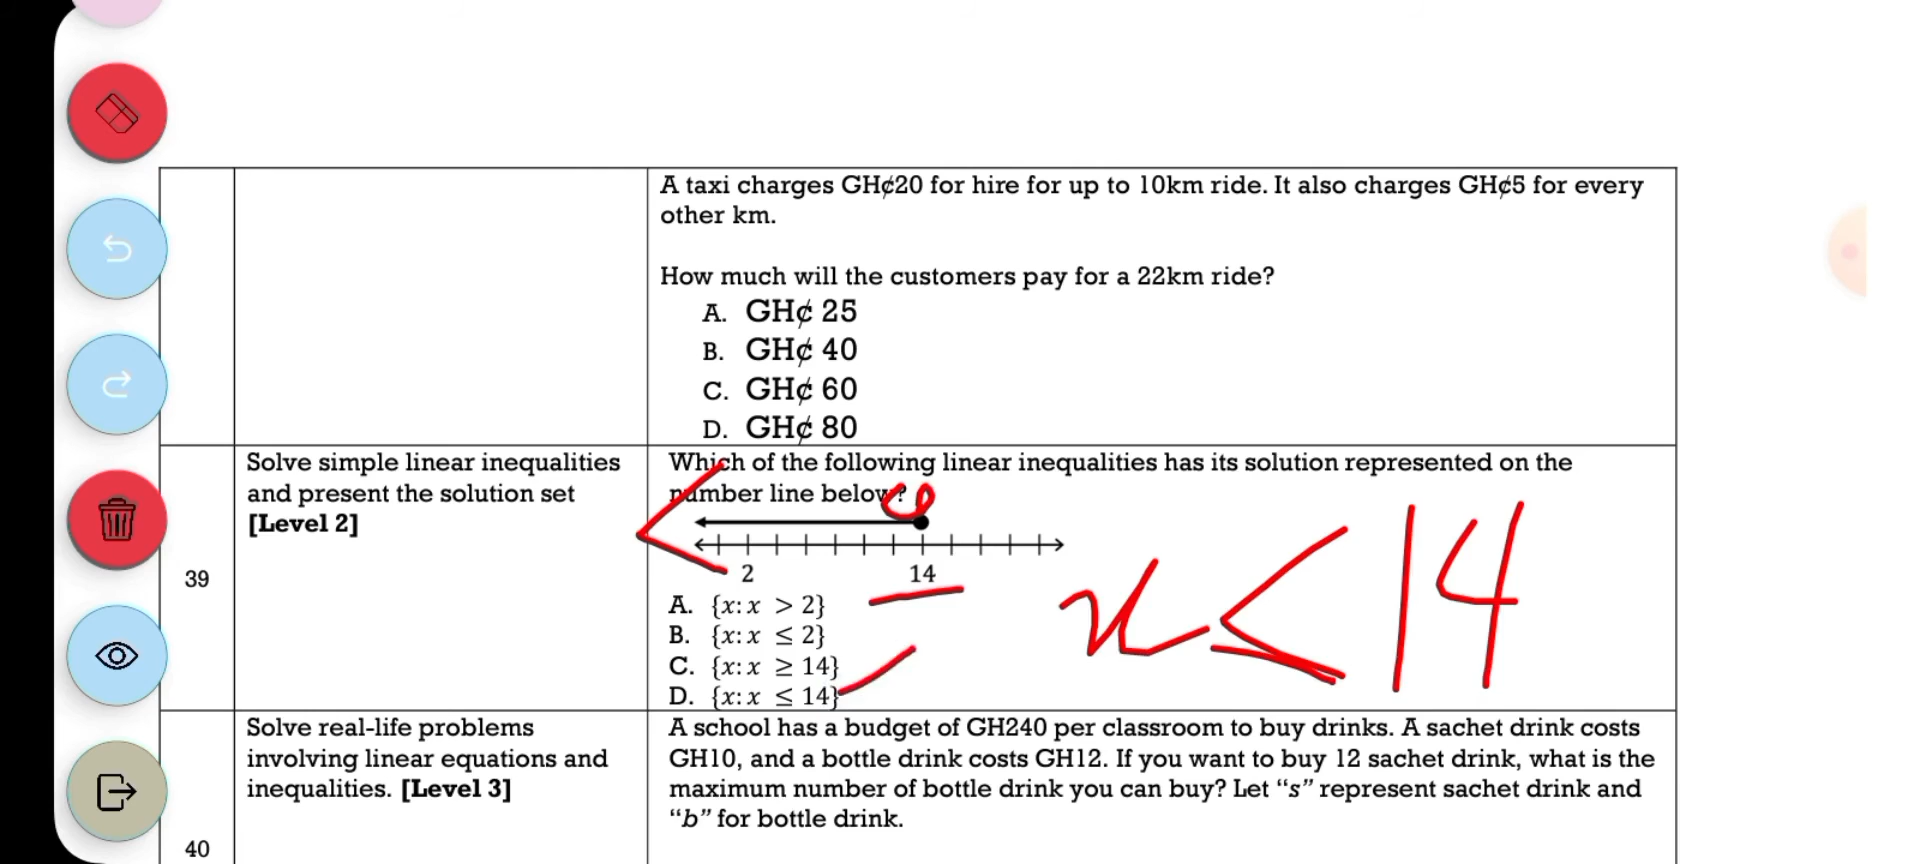 A taxi charges GH₵20 for hire for up to 10km ride. It also charges GH₵5 for every
other km.
How much will the customers pay for a 22km ride?
A. GH₵ 25
B. GH₵ 40
C. GH₵ 60
D. GH₵ 80
39
Solve simple linear inequalities
and present the solution set
[Level 2]
Which of the following linear inequalities has its solution represented on the
number line below?
2 14
A. {x: x > 2}
B. {x: x ≤ 2}
C. {x: x ≥ 14}
D. {x: x ≤ 14}
x ≤ 14
40
Solve real-life problems
involving linear equations and
inequalities. [Level 3]
A school has a budget of GH240 per classroom to buy drinks. A sachet drink costs
GH10, and a bottle drink costs GH12. If you want to buy 12 sachet drink, what is the
maximum number of bottle drink you can buy? Let “s” represent sachet drink and
“b” for bottle drink.